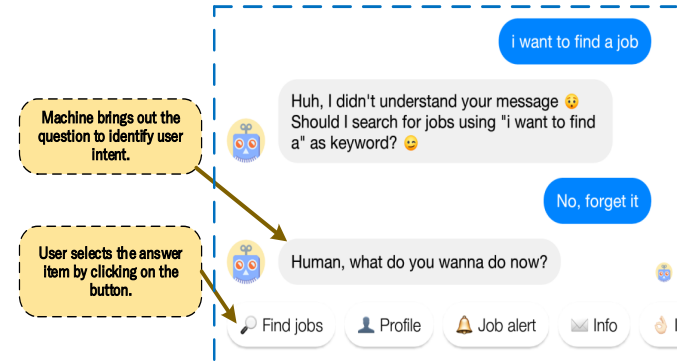 i want to find a job
Huh, I didn't understand your message 😯
Should I search for jobs using "i want to find
a" as keyword? 😉
Machine brings out the
question to identify user
intent.
No, forget it
User selects the answer
item by clicking on the
button.
Human, what do you wanna do now?
Find jobs
Profile
Job alert
Info